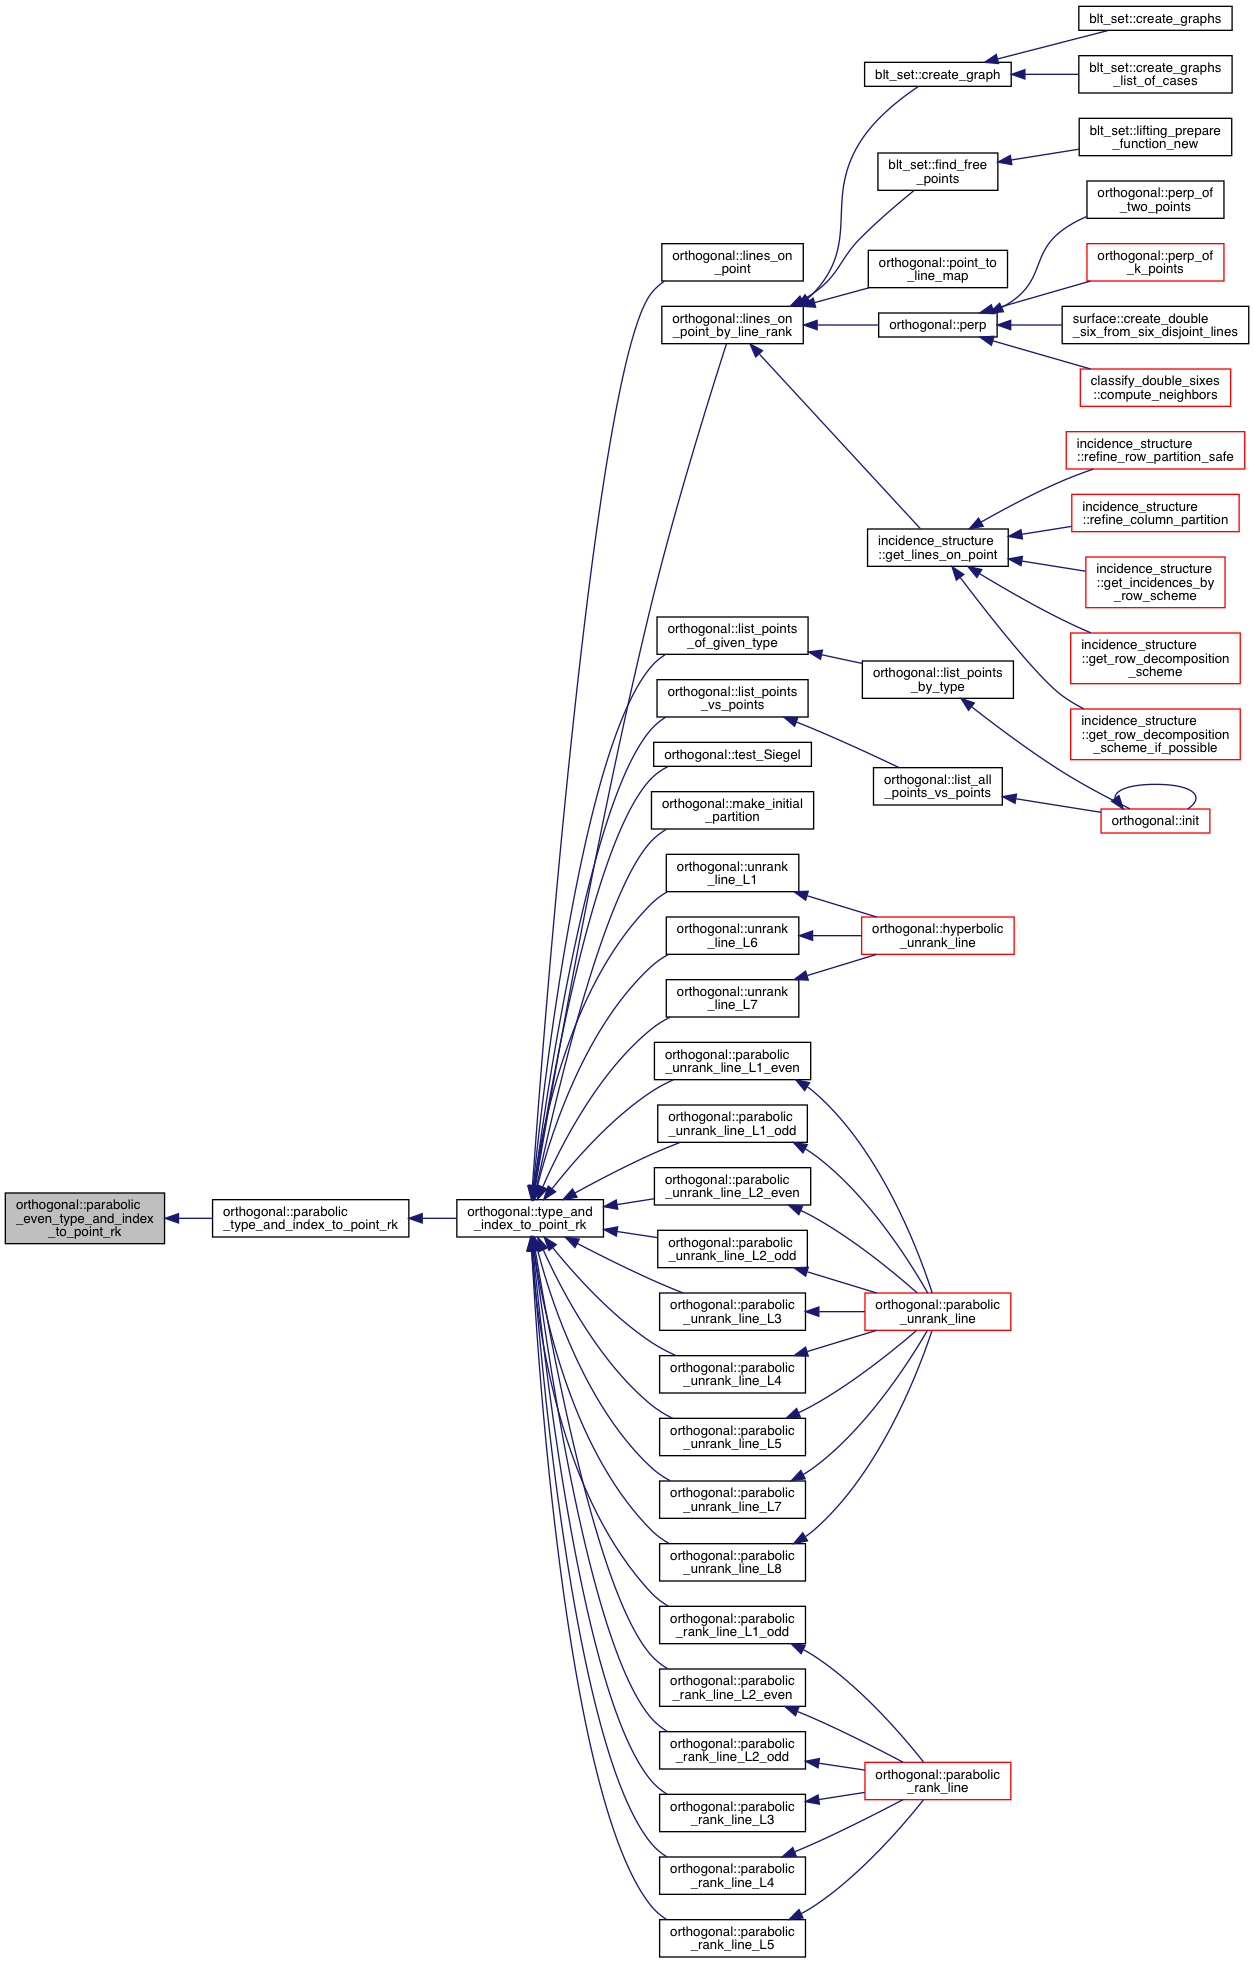 blt_set::create_graphs
blt_set::create_graph
blt_set::create_graphs
_list_of_cases
blt_set::lifting_prepare
_function_new
blt_set::find_free
_points
orthogonal::perp_of
_two_points
orthogonal::lines_on
_point
orthogonal::point_to
_line_map
orthogonal::perp_of
_k_points
orthogonal::lines_on
_point_by_line_rank
orthogonal::perp
surface::create_double
_six_from_six_disjoint_lines
classify_double_sixes
::compute_neighbors
incidence_structure
::refine_row_partition_safe
incidence_structure
::refine_column_partition
incidence_structure
::get_lines_on_point
incidence_structure
::get_incidences_by
_row_scheme
orthogonal::list_points
_of_given_type
incidence_structure
::get_row_decomposition
_scheme
orthogonal::list_points
_by_type
orthogonal::list_points
_vs_points
incidence_structure
::get_row_decomposition
_scheme_if_possible
orthogonal::test_Siegel
orthogonal::list_all
_points_vs_points
orthogonal::make_initial
_partition
orthogonal::init
orthogonal::unrank
_line_L1
orthogonal::unrank
_line_L6
orthogonal::hyperbolic
_unrank_line
orthogonal::unrank
_line_L7
orthogonal::parabolic
_unrank_line_L1_even
orthogonal::parabolic
_unrank_line_L1_odd
orthogonal::parabolic
_unrank_line_L2_even
orthogonal::parabolic
_even_type_and_index
_to_point_rk
orthogonal::parabolic
_type_and_index_to_point_rk
orthogonal::type_and
_index_to_point_rk
orthogonal::parabolic
_unrank_line_L2_odd
orthogonal::parabolic
_unrank_line_L3
orthogonal::parabolic
_unrank_line
orthogonal::parabolic
_unrank_line_L4
orthogonal::parabolic
_unrank_line_L5
orthogonal::parabolic
_unrank_line_L7
orthogonal::parabolic
_unrank_line_L8
orthogonal::parabolic
_rank_line_L1_odd
orthogonal::parabolic
_rank_line_L2_even
orthogonal::parabolic
_rank_line_L2_odd
orthogonal::parabolic
_rank_line
orthogonal::parabolic
_rank_line_L3
orthogonal::parabolic
_rank_line_L4
orthogonal::parabolic
_rank_line_L5